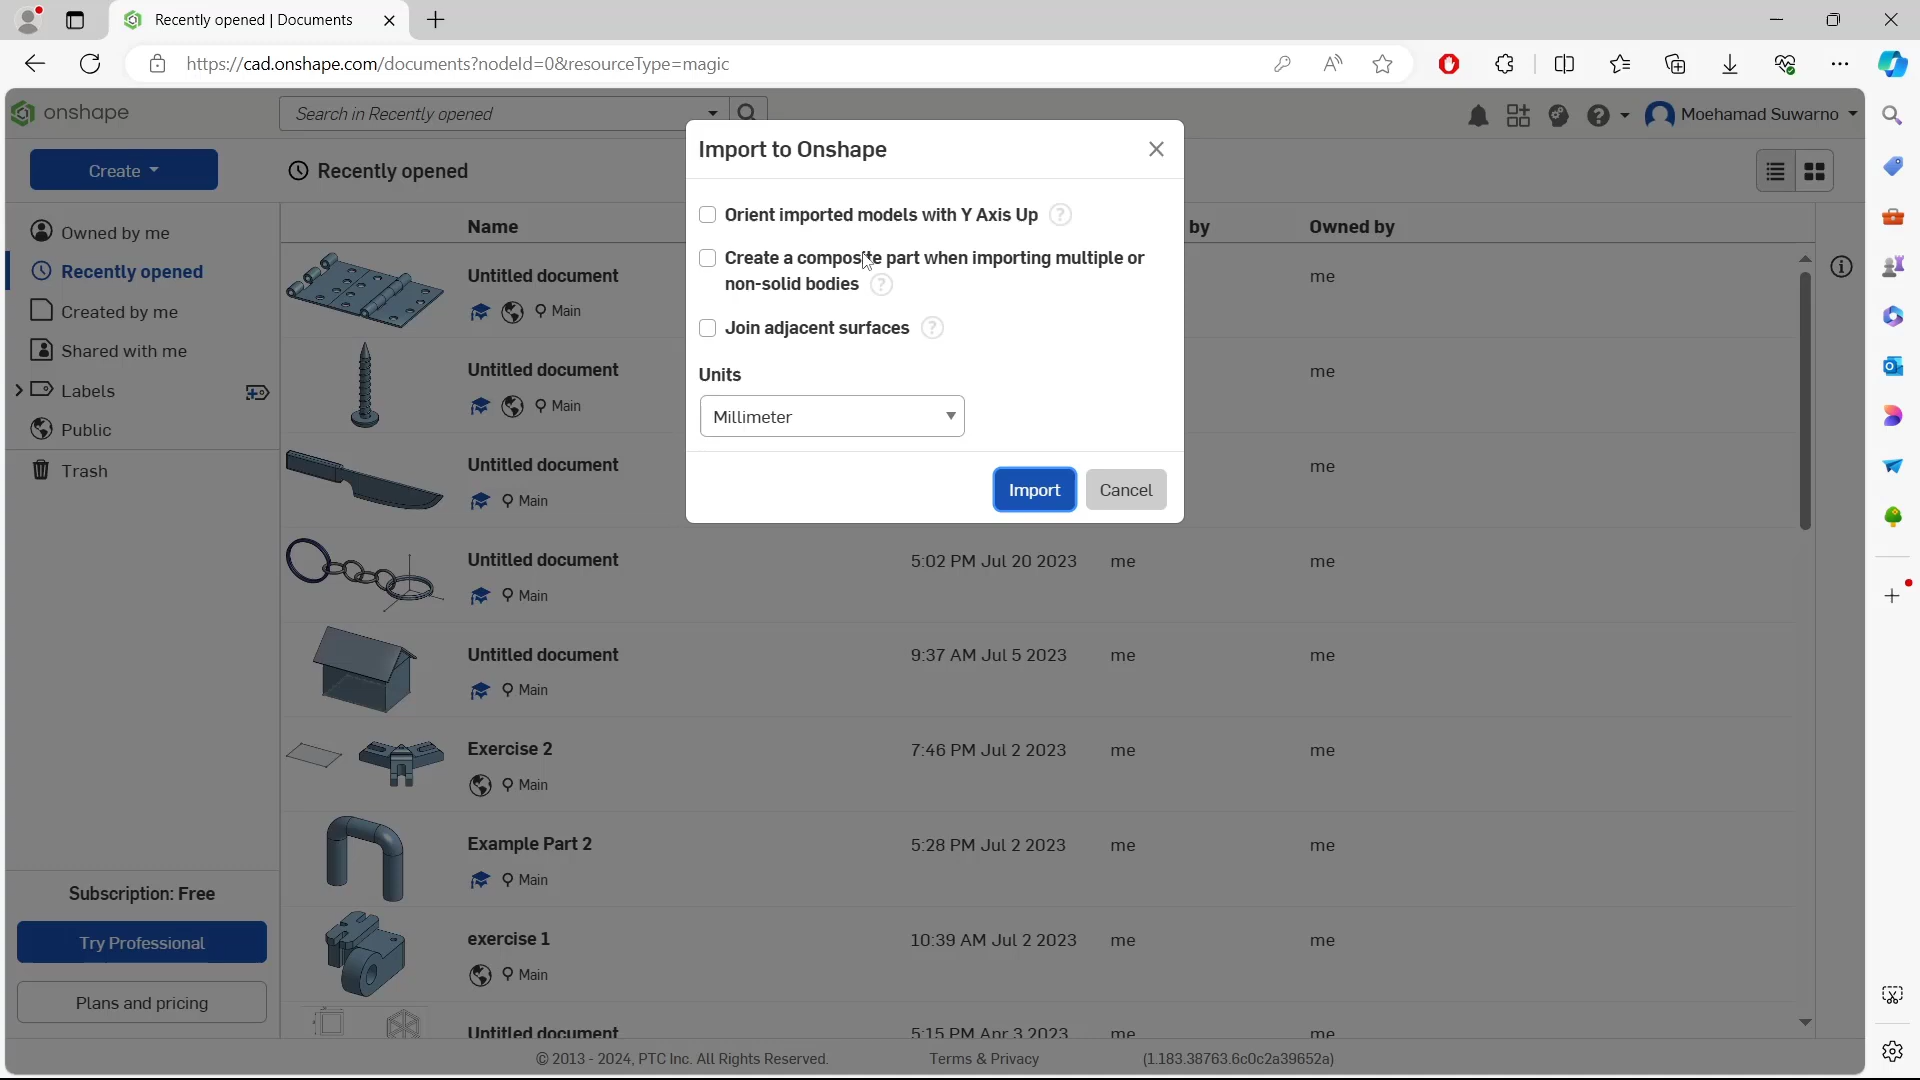 Recently opened | Documents
https://cad.onshape.com/documents?nodeId=0&resourceType=magic
onshape
Search in Recently opened
Moehamad Suwarno
Create
Recently opened
Import to Onshape
Orient imported models with Y Axis Up ?
Create a composite part when importing multiple or
non-solid bodies ?
Join adjacent surfaces ?
Units
Millimeter
Import Cancel
Owned by me
Recently opened
Created by me
Shared with me
Labels
Public
Trash
Subscription: Free
Try Professional
Plans and pricing
Name by Owned by
Untitled document me
Main
Untitled document me
Main
Untitled document me
Main
Untitled document 5:02 PM Jul 20 2023 me me
Main
Untitled document 9:37 AM Jul 5 2023 me me
Main
Exercise 2 7:46 PM Jul 2 2023 me me
Main
Example Part 2 5:28 PM Jul 2 2023 me me
Main
exercise 1 10:39 AM Jul 2 2023 me me
Main
Untitled document 5:15 PM Apr 3 2023 me me
© 2013 - 2024, PTC Inc. All Rights Reserved. Terms & Privacy (1.183.38763.6c0c2a39652a)